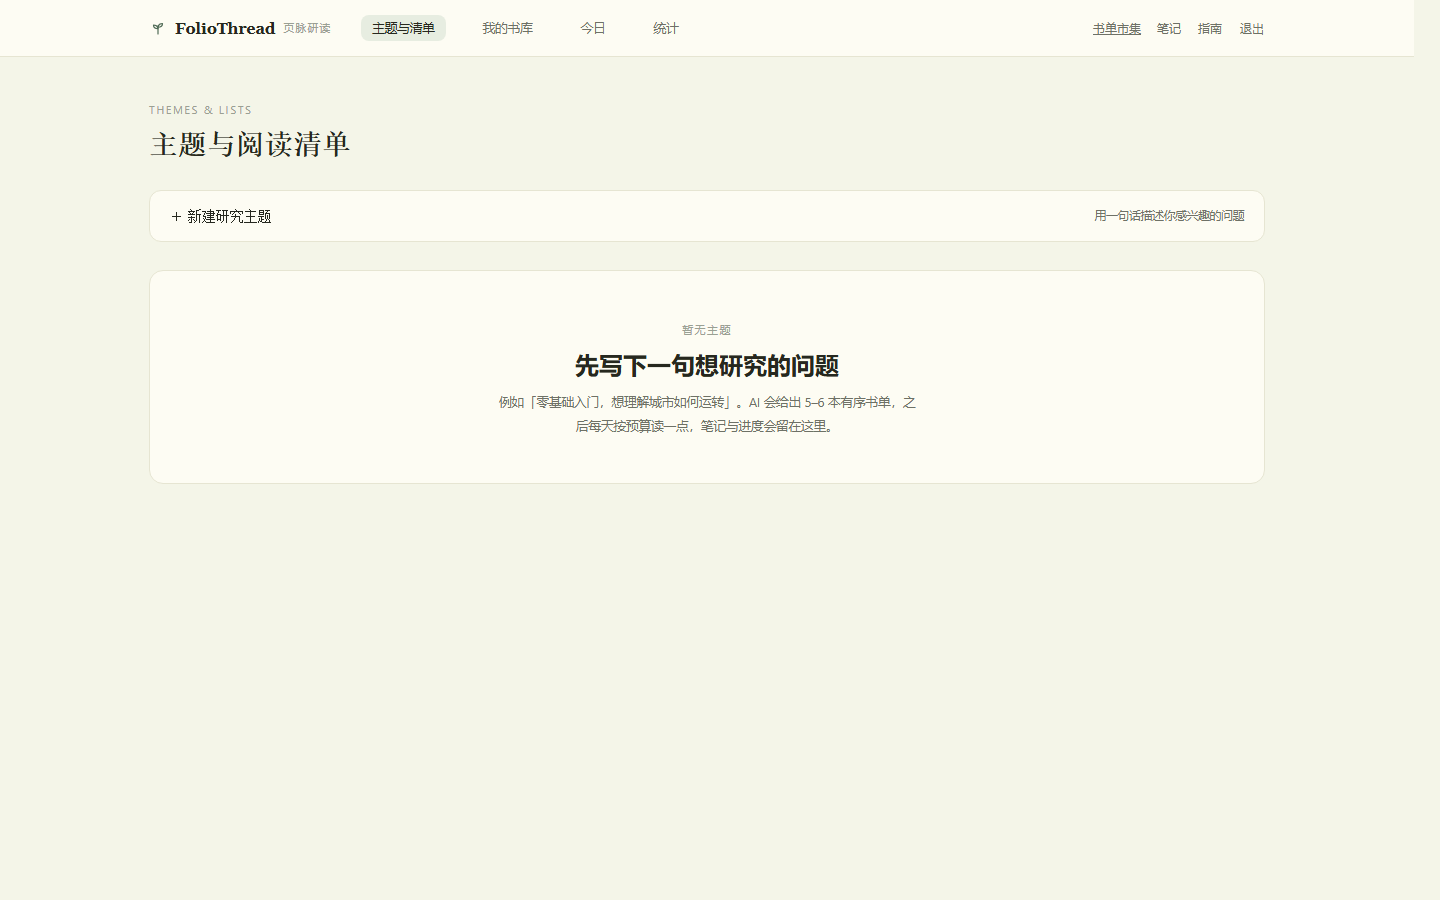 FolioThread 页脉研读 主题与清单 我的书库 今日 统计 书单市集 笔记 指南 退出
THEMES & LISTS
主题与阅读清单
+ 新建研究主题 用一句话描述你感兴趣的问题
暂无主题
先写下一句想研究的问题
例如「零基础入门，想理解城市如何运转」。AI 会给出 5–6 本有序书单，之
后每天按预算读一点，笔记与进度会留在这里。